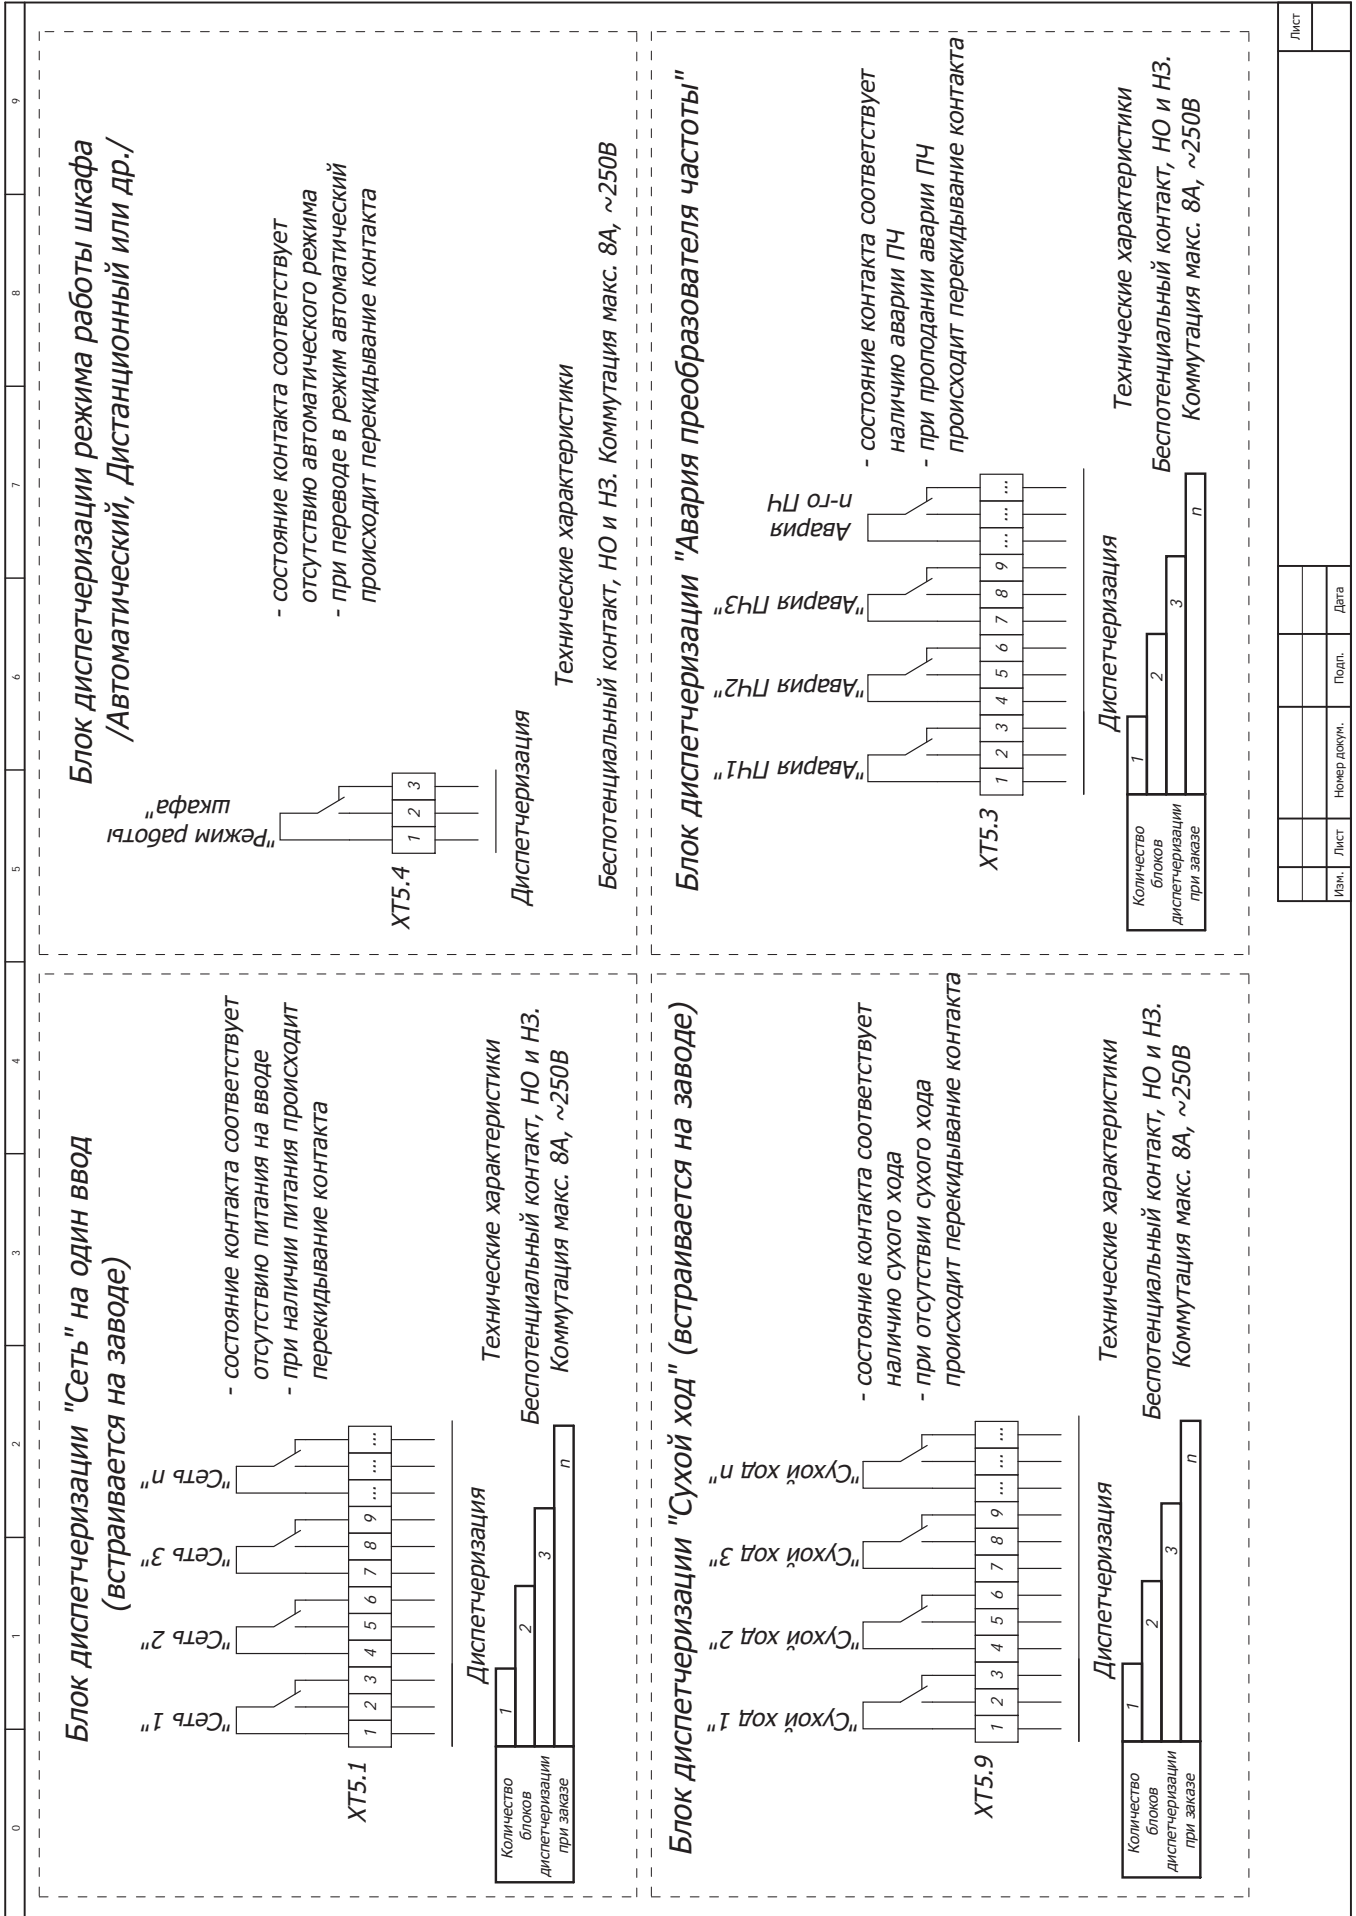 0 1 2 3 4 5 6 7 8 9
Блок диспетчеризации "Сеть" на один ввод
(встраивается на заводе)
"Сеть 1"
"Сеть 2"
"Сеть 3"
"Сеть n"
- состояние контакта соответствует
отсутствию питания на вводе
- при наличии питания происходит
перекидывание контакта
XT5.1
1 2 3 4 5 6 7 8 9 ... ... ...
Диспетчеризация
Технические характеристики
Беспотенциальный контакт, НО и НЗ.
Коммутация макс. 8А, ~250В
Количество
блоков
диспетчеризации
при заказе
1
2
3
n
Блок диспетчеризации режима работы шкафа
/Автоматический, Дистанционный или др./
"Режим работы
шкафа"
- состояние контакта соответствует
отсутствию автоматического режима
- при переводе в режим автоматический
происходит перекидывание контакта
XT5.4
1 2 3
Диспетчеризация
Технические характеристики
Беспотенциальный контакт, НО и НЗ. Коммутация макс. 8А, ~250В
Блок диспетчеризации "Сухой ход" (встраивается на заводе)
"Сухой ход 1"
"Сухой ход 2"
"Сухой ход 3"
"Сухой ход n"
- состояние контакта соответствует
наличию сухого хода
- при отсутствии сухого хода
происходит перекидывание контакта
XT5.9
1 2 3 4 5 6 7 8 9 ... ... ...
Диспетчеризация
Технические характеристики
Беспотенциальный контакт, НО и НЗ.
Коммутация макс. 8А, ~250В
Количество
блоков
диспетчеризации
при заказе
1
2
3
n
Блок диспетчеризации "Авария преобразователя частоты"
"Авария ПЧ1"
"Авария ПЧ2"
"Авария ПЧ3"
Авария
n-го ПЧ
- состояние контакта соответствует
наличию аварии ПЧ
- при проподании аварии ПЧ
происходит перекидывание контакта
XT5.3
1 2 3 4 5 6 7 8 9 ... ... ...
Диспетчеризация
Технические характеристики
Беспотенциальный контакт, НО и НЗ.
Коммутация макс. 8А, ~250В
Количество
блоков
диспетчеризации
при заказе
1
2
3
n
Изм. Лист Номер докум. Подп. Дата
Лист